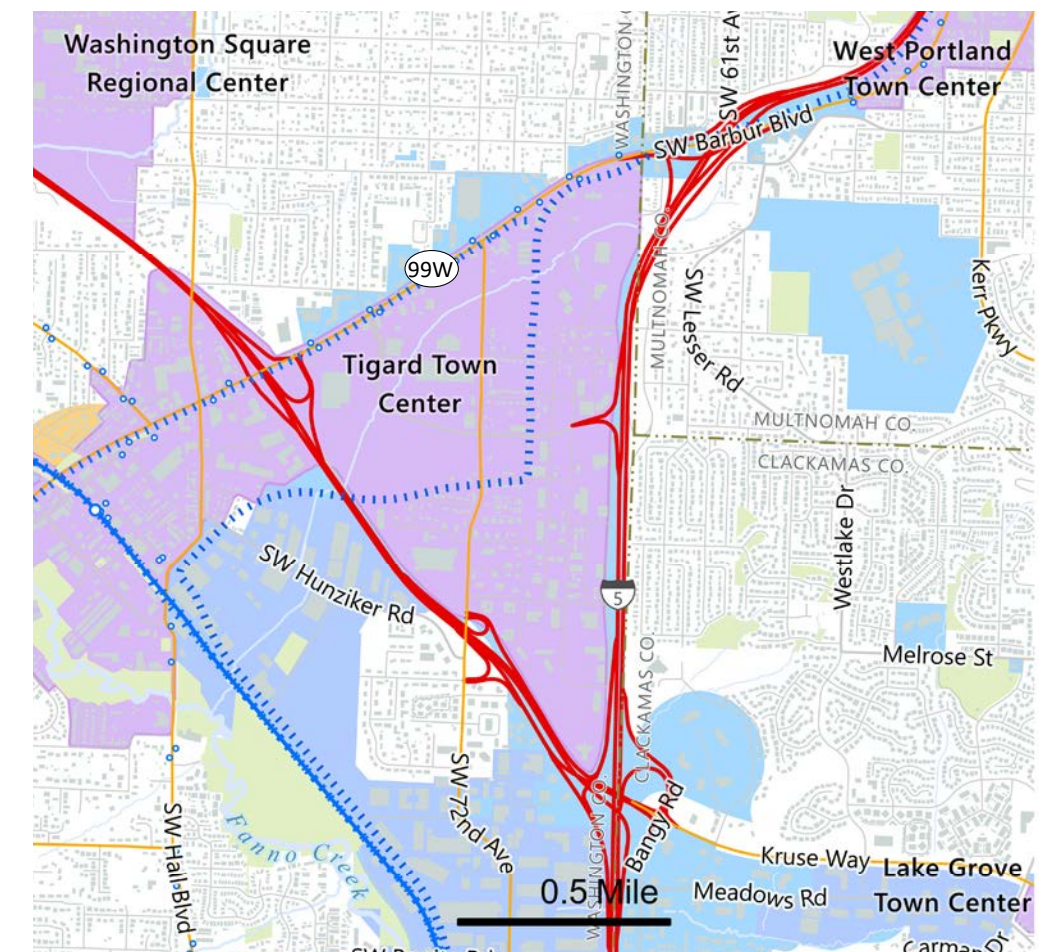 Washington Square
Regional Center
WASHINGTON C
SW 61st A
West Portland
Town Center
SW Barbur Blvd
99W
MULTNOMAH CO.
SW Lesser Rd
Kerr Pkwy
Tigard Town
Center
MULTNOMAH CO.
CLACKAMAS CO.
Westlake Dr
SW Hunziker Rd
5
Melrose St
CLACKAMAS CO
SW 72nd Ave
SW Hall Blvd
Fanno Creek
WASHINGTON CO.
Bangy Rd
Kruse Way
Lake Grove
Town Center
Meadows Rd
0.5 Mile